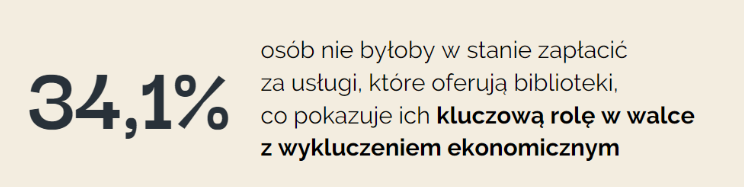 34,1%
osób nie byłoby w stanie zapłacić
za usługi, które oferują biblioteki,
co pokazuje ich kluczową rolę w walce
z wykluczeniem ekonomicznym